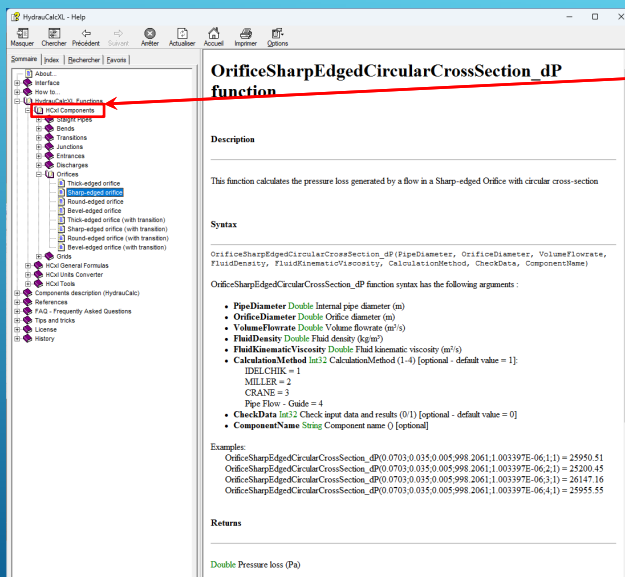 HydrauCalcXL - Help
Masquer Chercher Précédent Suivant Arrêter Actualiser Accueil Imprimer Options
Sommaire Index Rechercher Favoris
About...
Interface
How to...
HydrauCalcXL Functions
HCxl Components
Staight Pipes
Bends
Transitions
Junctions
Entrances
Discharges
Orifices
Thick-edged orifice
Sharp-edged orifice
Round-edged orifice
Bevel-edged orifice
Thick-edged orifice (with transition)
Sharp-edged orifice (with transition)
Round-edged orifice (with transition)
Bevel-edged orifice (with transition)
Grids
HCxl General Formulas
HCxl Units Converter
HCxl Tools
Components description (HydrauCalc)
References
FAQ - Frequently Asked Questions
Tips and tricks
License
History
OrificeSharpEdgedCircularCrossSection_dP
function
Description
This function calculates the pressure loss generated by a flow in a Sharp-edged Orifice with circular cross-section
Syntax
OrificeSharpEdgedCircularCrossSection_dP(PipeDiameter, OrificeDiameter, VolumeFlowrate,
FluidDensity, FluidKinematicViscosity, CalculationMethod, CheckData, ComponentName)
OrificeSharpEdgedCircularCrossSection_dP function syntax has the following arguments :
• PipeDiameter Double Internal pipe diameter (m)
• OrificeDiameter Double Orifice diameter (m)
• VolumeFlowrate Double Volume flowrate (m³/s)
• FluidDensity Double Fluid density (kg/m³)
• FluidKinematicViscosity Double Fluid kinematic viscosity (m²/s)
• CalculationMethod Int32 CalculationMethod (1-4) [optional - default value = 1]:
IDELCHIK = 1
MILLER = 2
CRANE = 3
Pipe Flow - Guide = 4
• CheckData Int32 Check input data and results (0/1) [optional - default value = 0]
• ComponentName String Component name () [optional]
Examples:
OrificeSharpEdgedCircularCrossSection_dP(0.0703;0.035;0.005;998.2061;1.003397E-06;1;1) = 25950.51
OrificeSharpEdgedCircularCrossSection_dP(0.0703;0.035;0.005;998.2061;1.003397E-06;2;1) = 25200.45
OrificeSharpEdgedCircularCrossSection_dP(0.0703;0.035;0.005;998.2061;1.003397E-06;3;1) = 26147.16
OrificeSharpEdgedCircularCrossSection_dP(0.0703;0.035;0.005;998.2061;1.003397E-06;4;1) = 25955.55
Returns
Double Pressure loss (Pa)